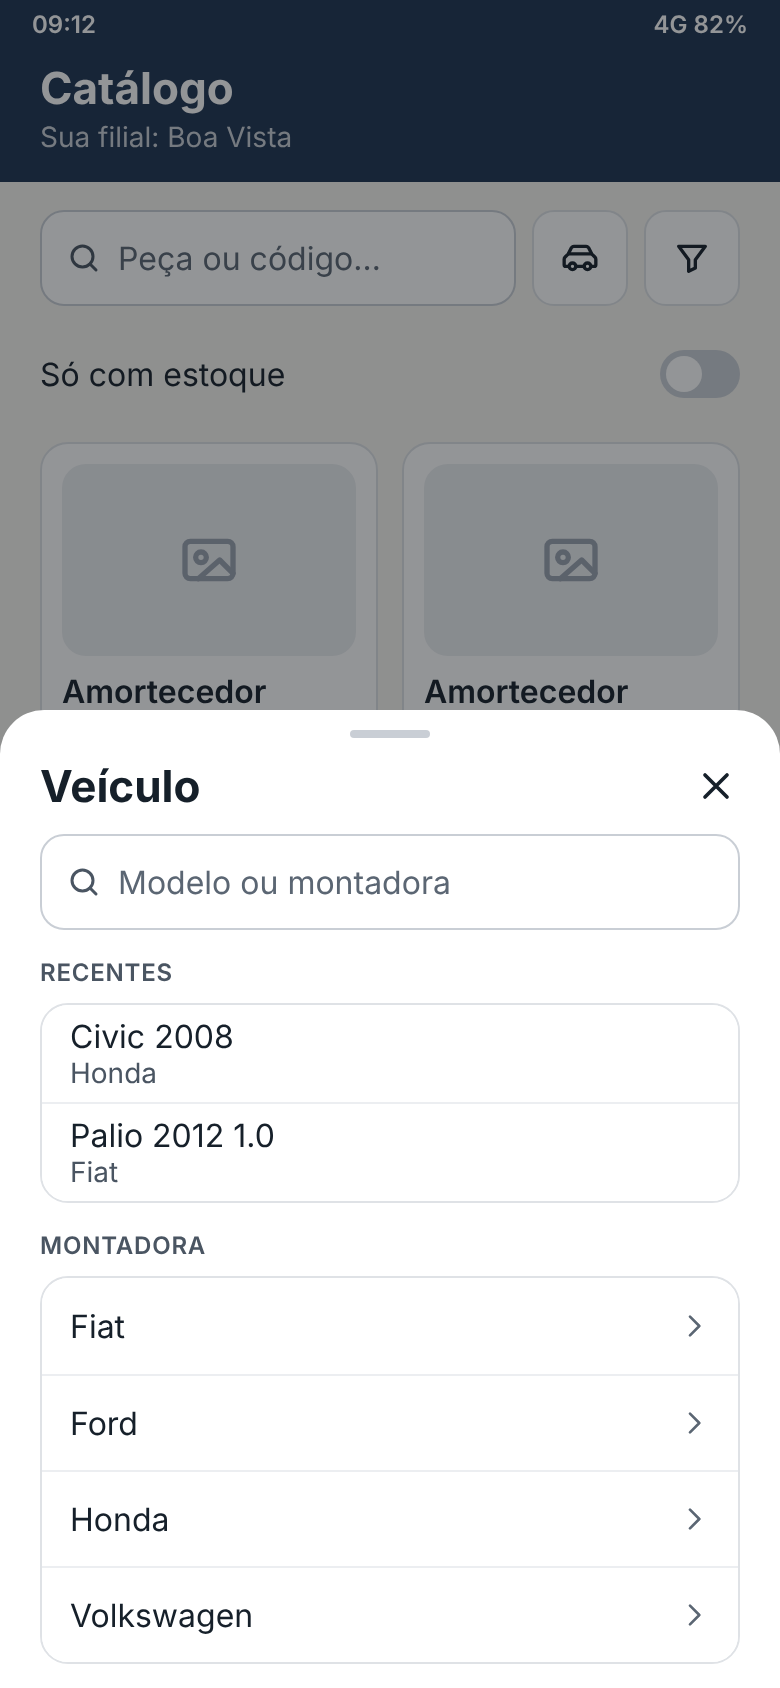 09:12
4G 82%
Catálogo
Sua filial: Boa Vista
Peça ou código...
Só com estoque
Amortecedor
Amortecedor
Veículo
Modelo ou montadora
RECENTES
Civic 2008
Honda
Palio 2012 1.0
Fiat
MONTADORA
Fiat
Ford
Honda
Volkswagen